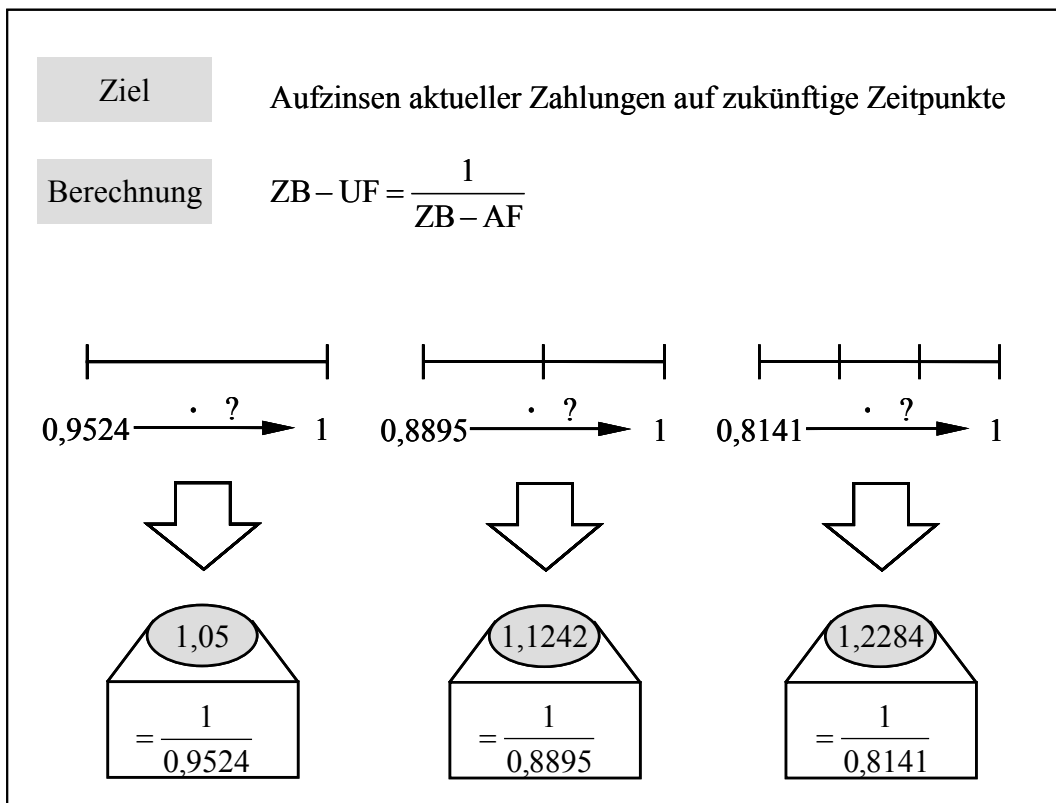 Ziel
Aufzinsen aktueller Zahlungen auf zukünftige Zeitpunkte
Berechnung
ZB – UF = 1 / ZB – AF
0,9524 · ? 1
0,8895 · ? 1
0,8141 · ? 1
1,05
1,1242
1,2284
= 1 / 0,9524
= 1 / 0,8895
= 1 / 0,8141